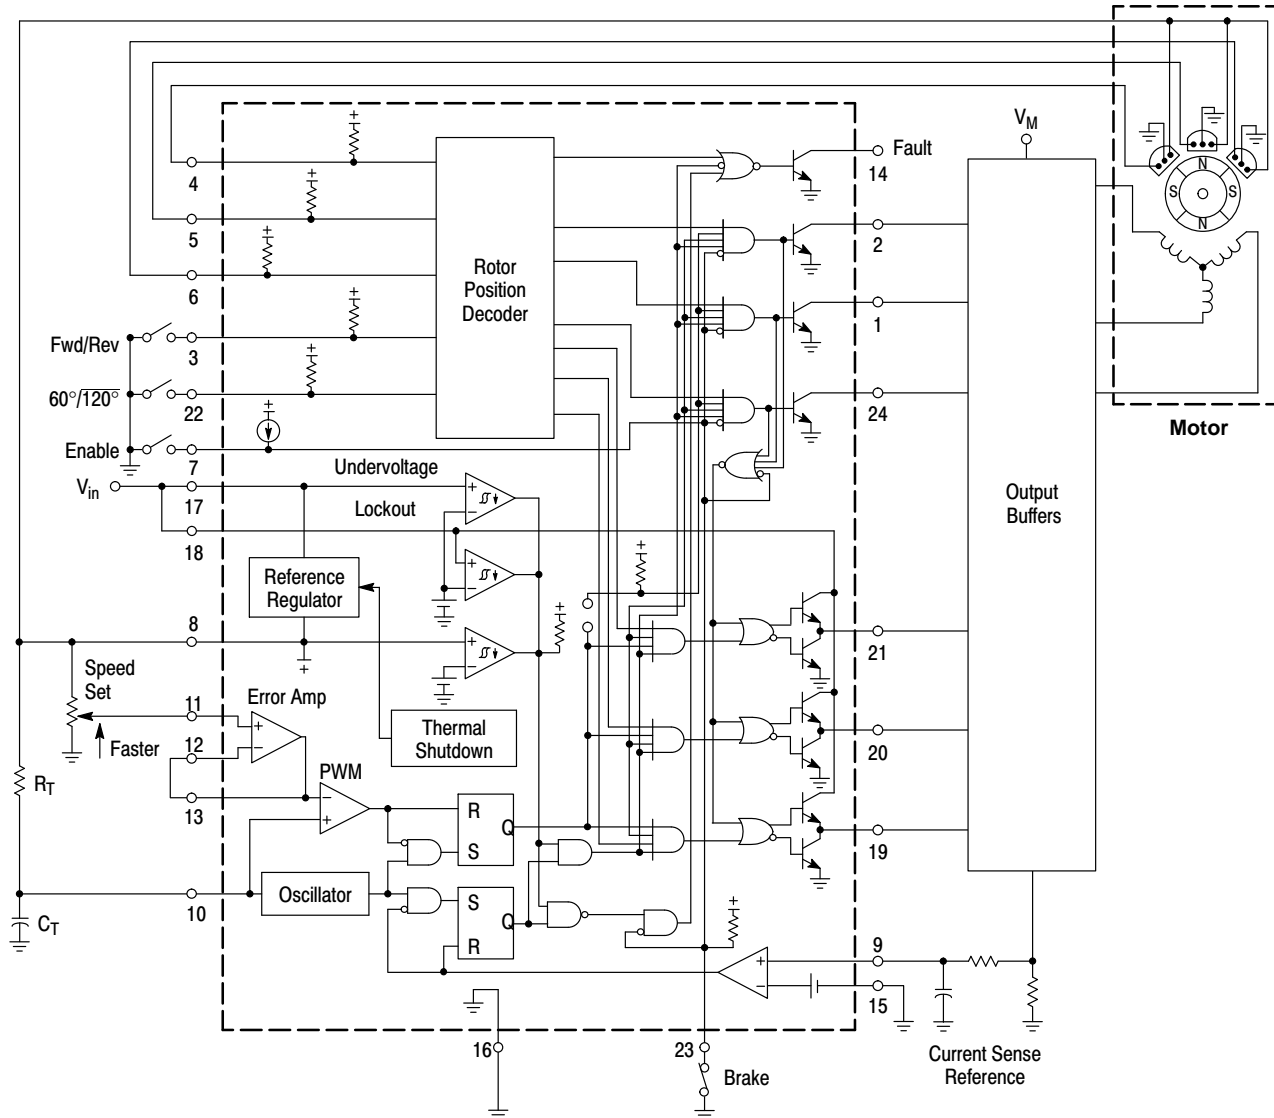 V_M
Fault
14
4
5
6
Rotor
Position
Decoder
2
1
24
N
S
S
N
Motor
Fwd/Rev
3
60°/120°
22
Enable
7
V_in
17
18
Undervoltage
Lockout
Output
Buffers
Reference
Regulator
8
Speed
Set
11
Error Amp
Faster
12
13
Thermal
Shutdown
PWM
R_T
R
Q
S
21
20
19
10
Oscillator
C_T
S
Q
R
9
15
16
23
Brake
Current Sense
Reference
+
+
+
+
+
+
+
−
+
−
+
+
−
+
+
+
−
−
+
+
+
−